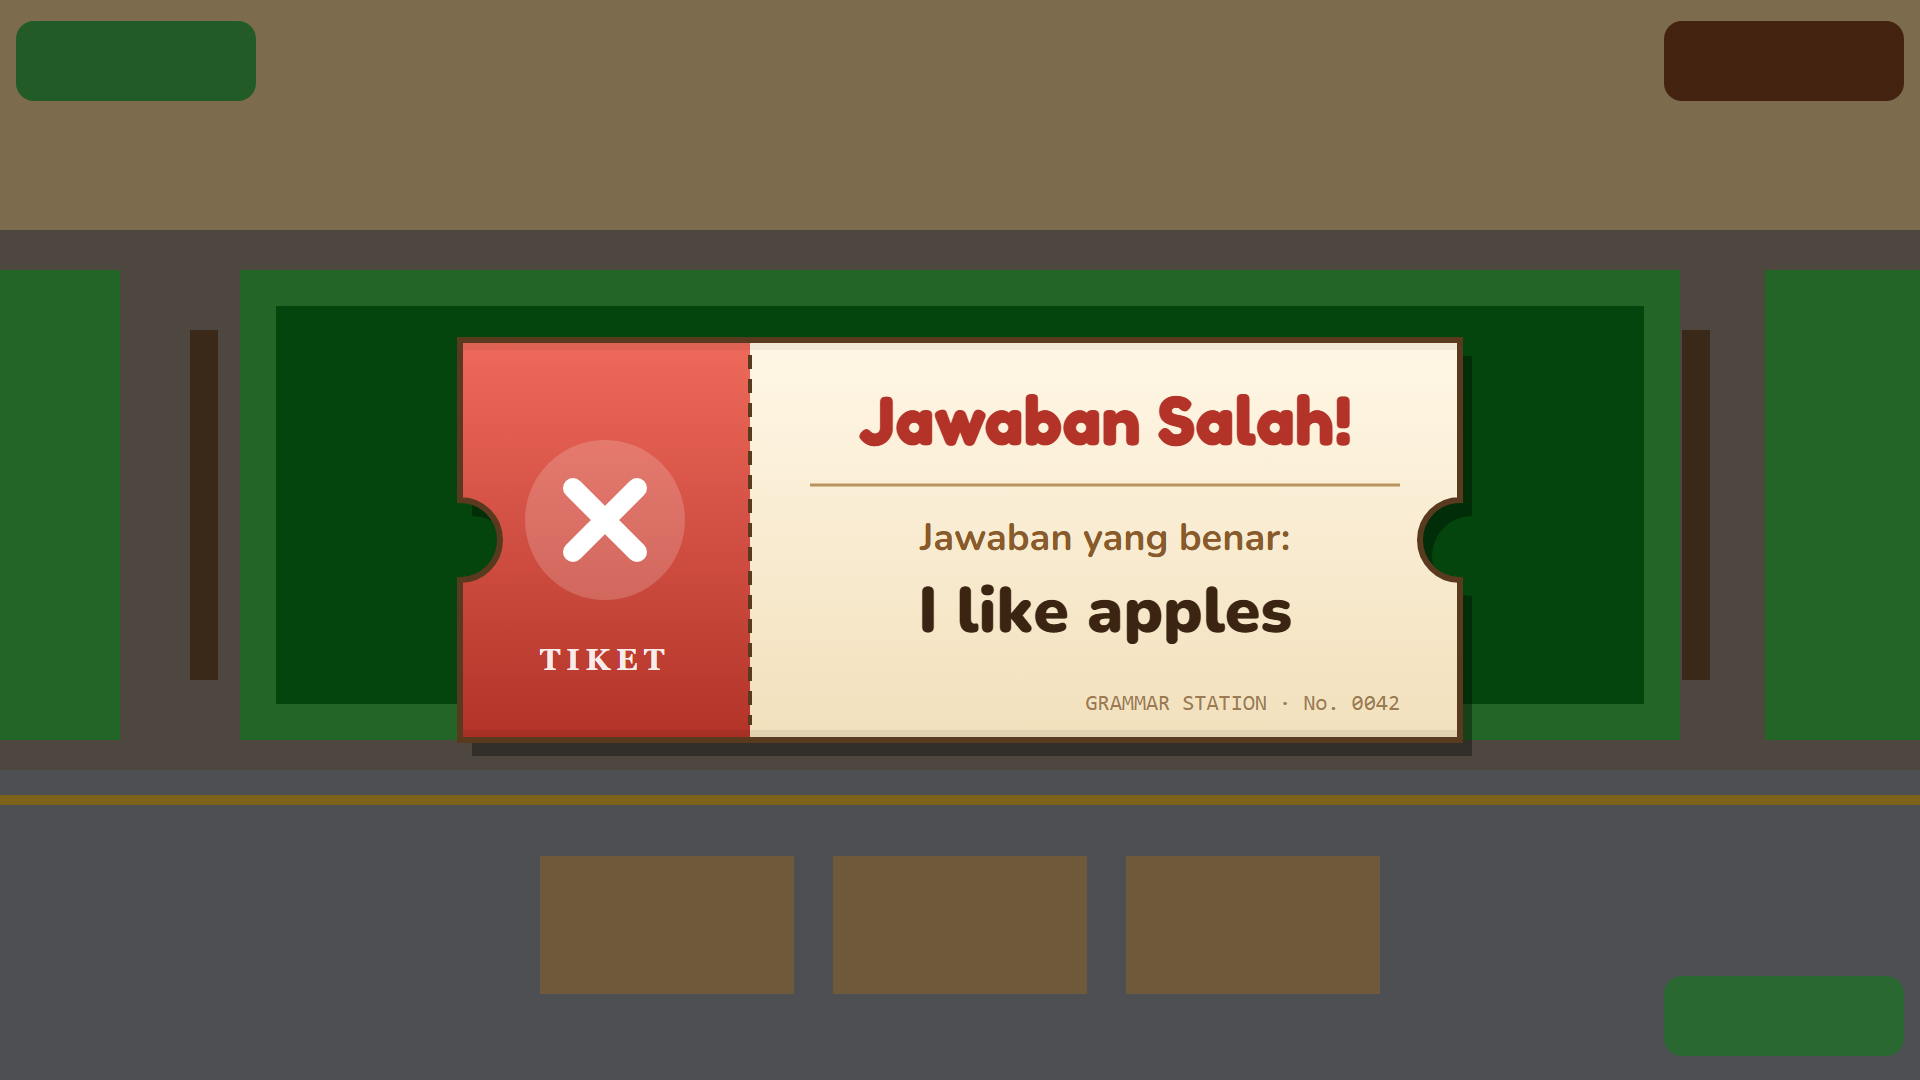 Jawaban Salah!
Jawaban yang benar:
I like apples
TIKET
GRAMMAR STATION · No. 0042